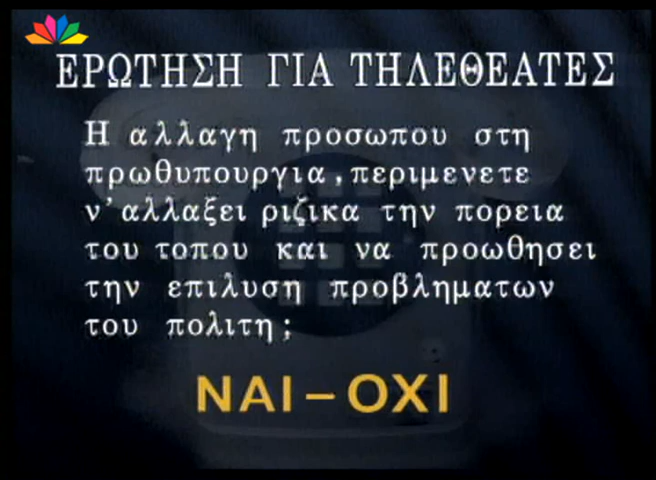 ΕΡΩΤΗΣΗ ΓΙΑ ΤΗΛΕΘΕΑΤΕΣ
Η αλλαγη προσωπου στη
πρωθυπουργια,περιμενετε
ν'αλλαξει ριζικα την πορεια
του τοπου και να προωθησει
την επιλυση προβληματων
του πολιτη;
ΝΑΙ–ΟΧΙ